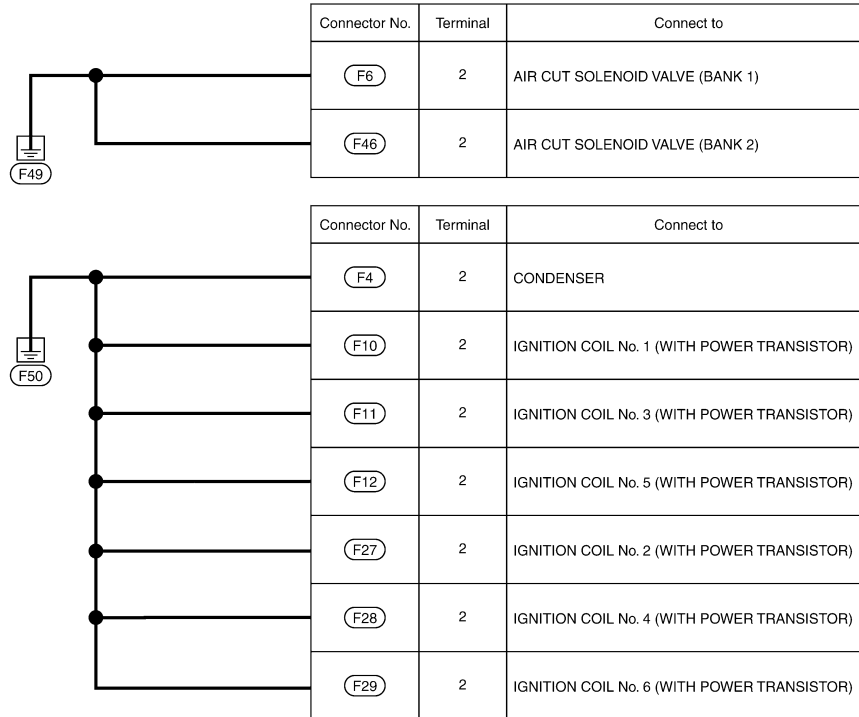 Connector No. Terminal Connect to
F6 2 AIR CUT SOLENOID VALVE (BANK 1)
F46 2 AIR CUT SOLENOID VALVE (BANK 2)
F49
Connector No. Terminal Connect to
F4 2 CONDENSER
F10 2 IGNITION COIL No. 1 (WITH POWER TRANSISTOR)
F50
F11 2 IGNITION COIL No. 3 (WITH POWER TRANSISTOR)
F12 2 IGNITION COIL No. 5 (WITH POWER TRANSISTOR)
F27 2 IGNITION COIL No. 2 (WITH POWER TRANSISTOR)
F28 2 IGNITION COIL No. 4 (WITH POWER TRANSISTOR)
F29 2 IGNITION COIL No. 6 (WITH POWER TRANSISTOR)